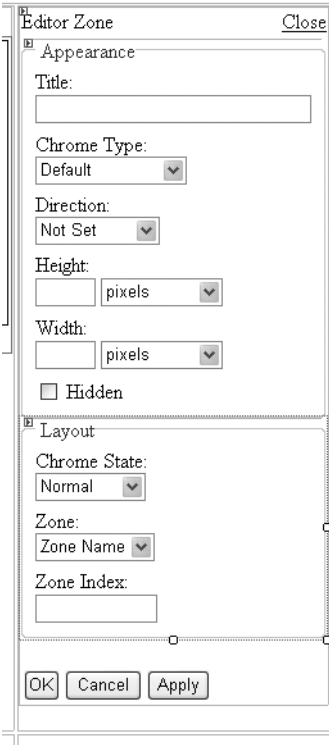 Editor Zone Close
Appearance
Title:
Chrome Type:
Default
Direction:
Not Set
Height:
pixels
Width:
pixels
Hidden
Layout
Chrome State:
Normal
Zone:
Zone Name
Zone Index:
OK Cancel Apply